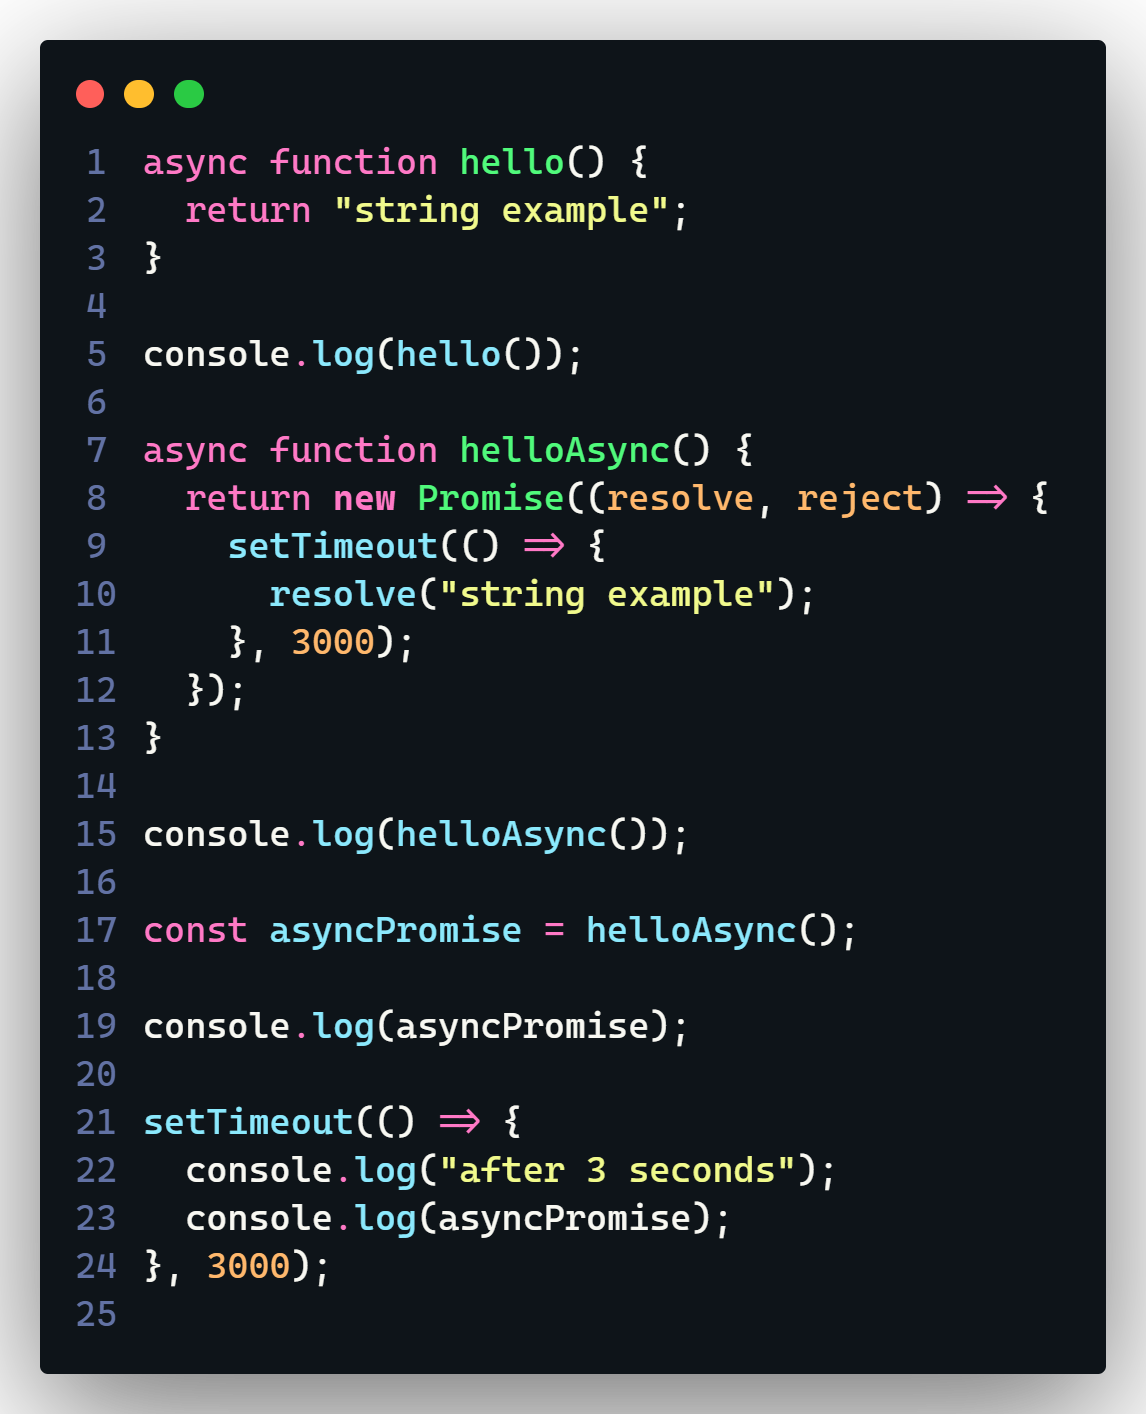 1 async function hello() {
2   return "string example";
3 }
4
5 console.log(hello());
6
7 async function helloAsync() {
8   return new Promise((resolve, reject) => {
9     setTimeout(() => {
10       resolve("string example");
11     }, 3000);
12   });
13 }
14
15 console.log(helloAsync());
16
17 const asyncPromise = helloAsync();
18
19 console.log(asyncPromise);
20
21 setTimeout(() => {
22   console.log("after 3 seconds");
23   console.log(asyncPromise);
24 }, 3000);
25